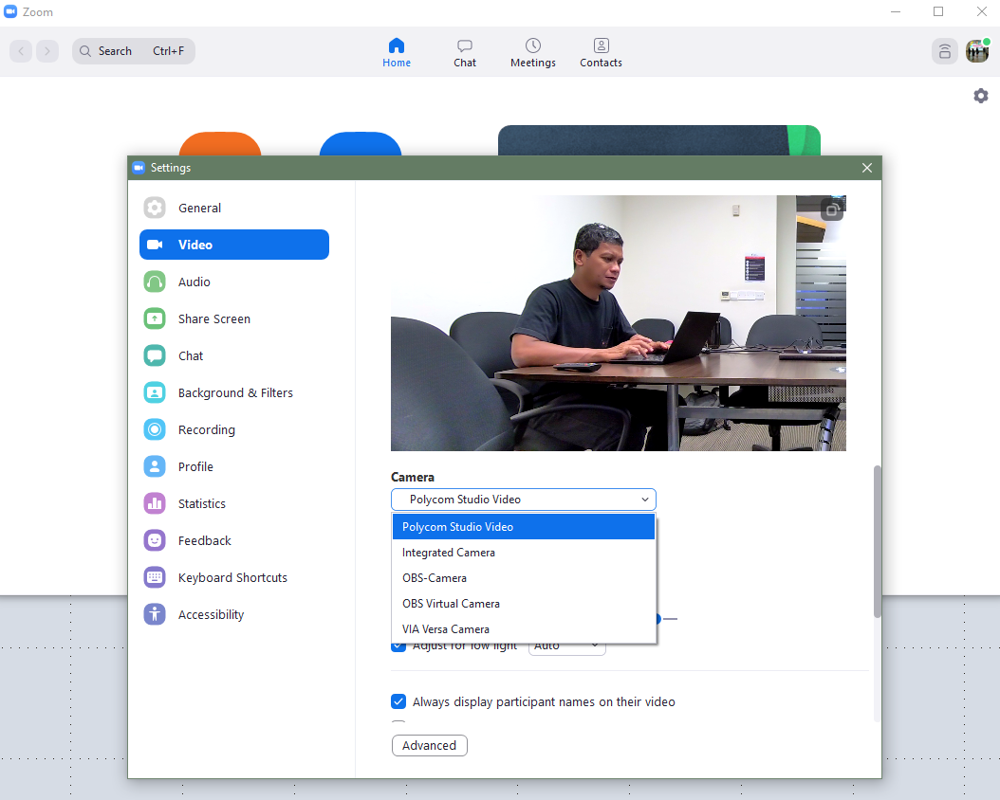 Zoom
Search Ctrl+F
Home
Chat
Meetings
Contacts
Settings
General
Video
Audio
Share Screen
Chat
Background & Filters
Recording
Profile
Statistics
Feedback
Keyboard Shortcuts
Accessibility
Camera
Polycom Studio Video
Polycom Studio Video
Integrated Camera
OBS-Camera
OBS Virtual Camera
VIA Versa Camera
Adjust for low light Auto
Always display participant names on their video
Advanced